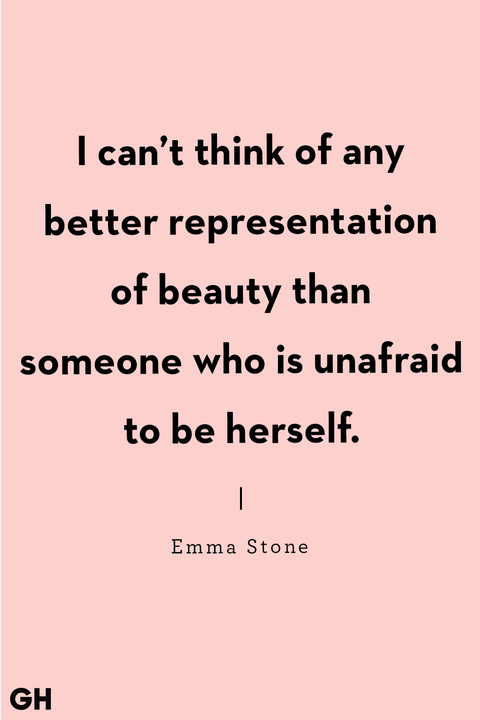 I can’t think of any
better representation
of beauty than
someone who is unafraid
to be herself.
Emma Stone
GH